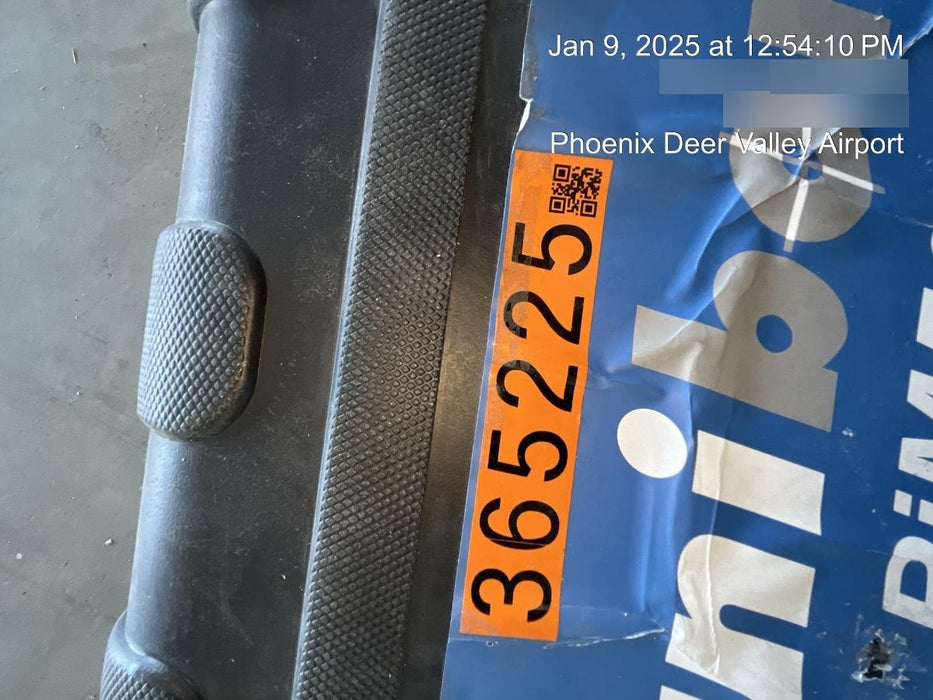 Jan 9, 2025 at 12:54:10 PM
Phoenix Deer Valley Airport
365225